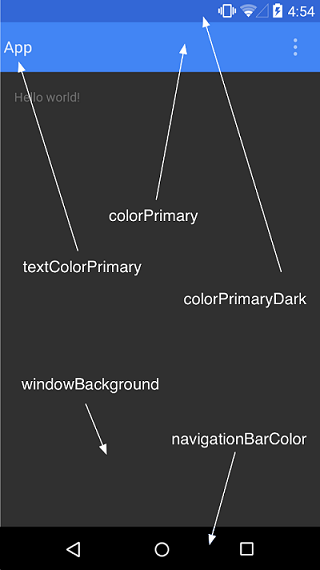 4:54
App
Hello world!
colorPrimary
textColorPrimary
colorPrimaryDark
windowBackground
navigationBarColor